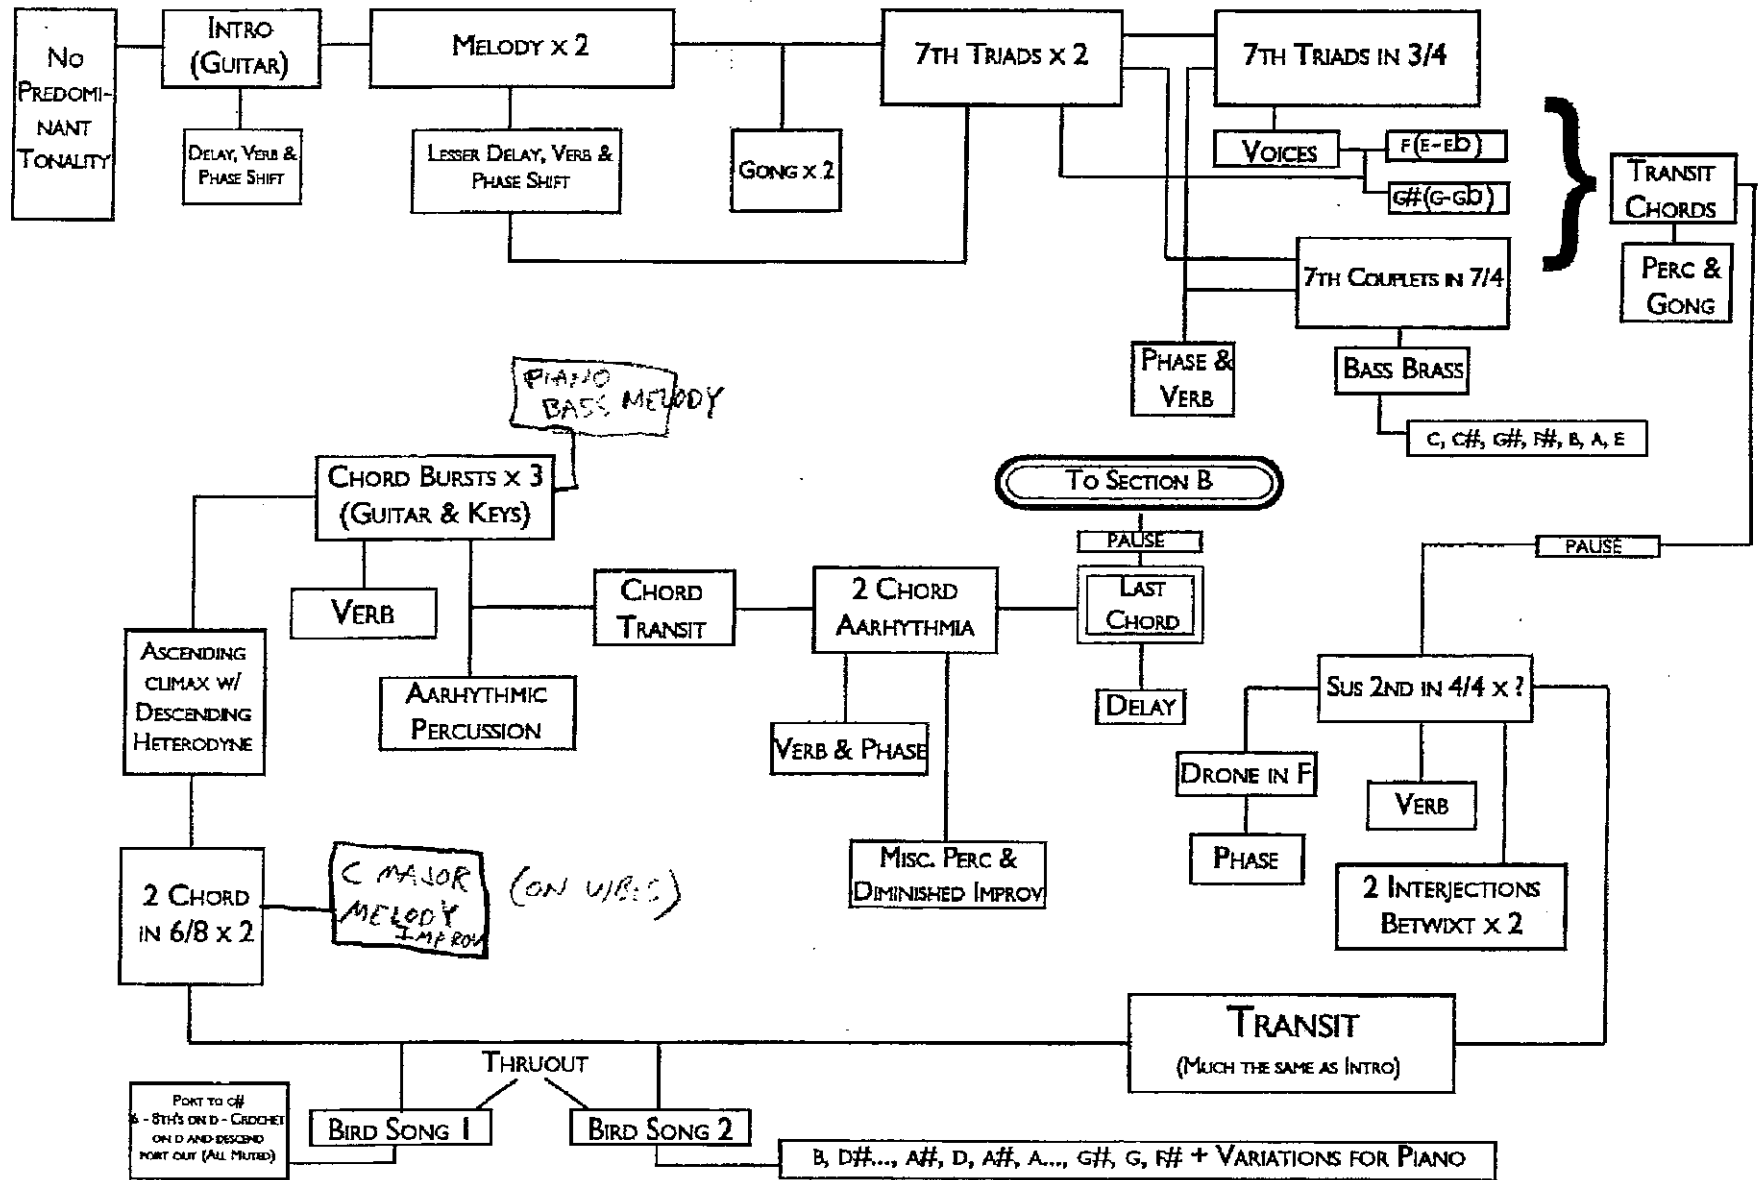 No
Predomi-
nant
Tonality
Intro
(Guitar)
Delay, Verb &
Phase Shift
Melody x 2
Lesser Delay, Verb &
Phase Shift
Gong x 2
7th Triads x 2
7th Triads in 3/4
Voices
F(E-Eb)
G#(G-Gb)
}
Transit
Chords
Perc &
Gong
7th Couplets in 7/4
Phase &
Verb
Bass Brass
C, C#, G#, F#, B, A, E
PIANO
BASS MELODY
Chord Bursts x 3
(Guitar & Keys)
Verb
Aarhythmic
Percussion
Chord
Transit
2 Chord
Aarhythmia
Verb & Phase
Misc. Perc &
Diminished Improv
To Section B
PAUSE
Last
Chord
Delay
PAUSE
Sus 2nd in 4/4 x ?
Drone in F
Phase
Verb
2 Interjections
Betwixt x 2
Ascending
climax w/
Descending
Heterodyne
2 Chord
in 6/8 x 2
C MAJOR
MELODY
IMPROV
(ON VIBES)
Transit
(Much the same as Intro)
Thruout
Port to C#
- 8th's on D - Crochet
on D and descend
port out (All Muted)
Bird Song 1
Bird Song 2
B, D#..., A#, D, A#, A..., G#, G, F# + Variations for Piano